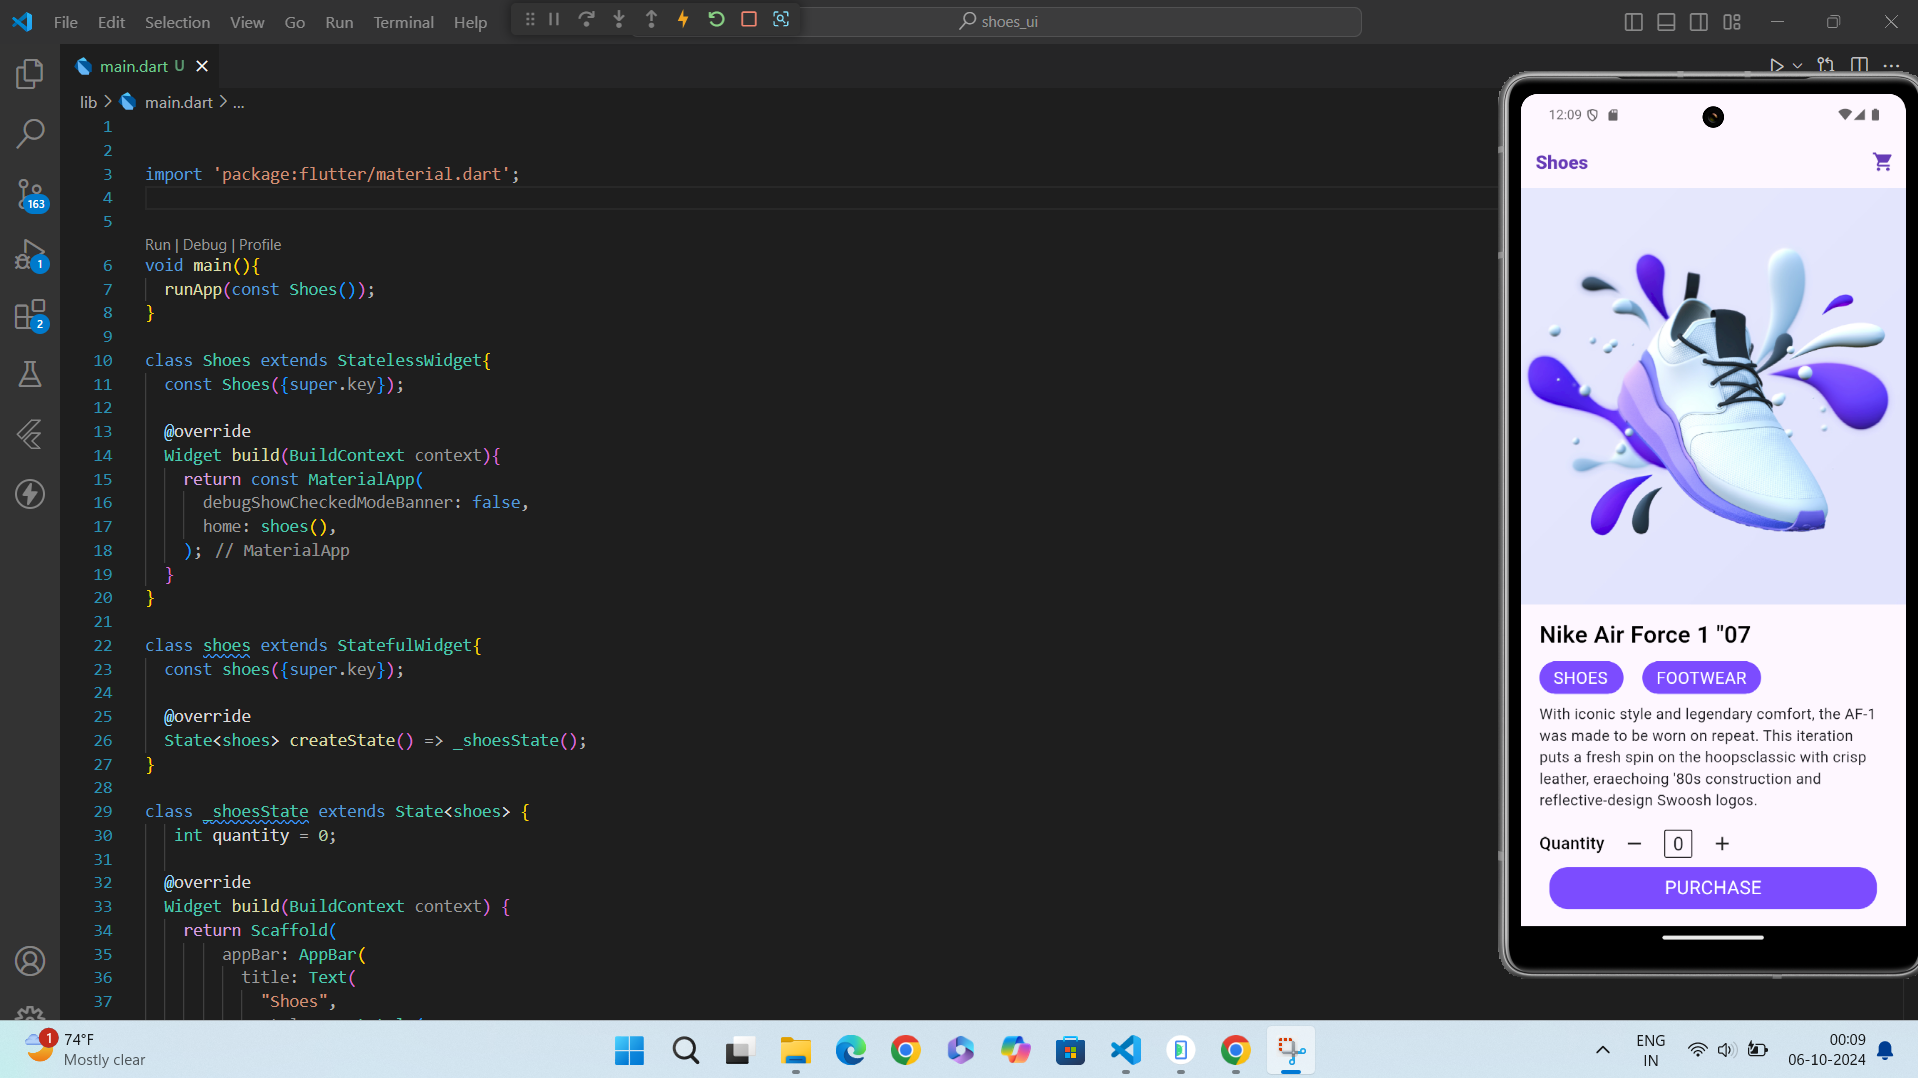 File Edit Selection View Go Run Terminal Help
shoes_ui
main.dart U
lib > main.dart > ...
1
2
3 import 'package:flutter/material.dart';
4
5
Run | Debug | Profile
6 void main(){
7 runApp(const Shoes());
8 }
9
10 class Shoes extends StatelessWidget{
11 const Shoes({super.key});
12
13 @override
14 Widget build(BuildContext context){
15 return const MaterialApp(
16 debugShowCheckedModeBanner: false,
17 home: shoes(),
18 ); // MaterialApp
19 }
20 }
21
22 class shoes extends StatefulWidget{
23 const shoes({super.key});
24
25 @override
26 State<shoes> createState() => _shoesState();
27 }
28
29 class _shoesState extends State<shoes> {
30 int quantity = 0;
31
32 @override
33 Widget build(BuildContext context) {
34 return Scaffold(
35 appBar: AppBar(
36 title: Text(
37 "Shoes",
163
1
2
12:09
Shoes
Nike Air Force 1 "07
SHOES FOOTWEAR
With iconic style and legendary comfort, the AF-1
was made to be worn on repeat. This iteration
puts a fresh spin on the hoopsclassic with crisp
leather, eraechoing '80s construction and
reflective-design Swoosh logos.
Quantity − 0 +
PURCHASE
1
74°F
Mostly clear
ENG
IN
00:09
06-10-2024